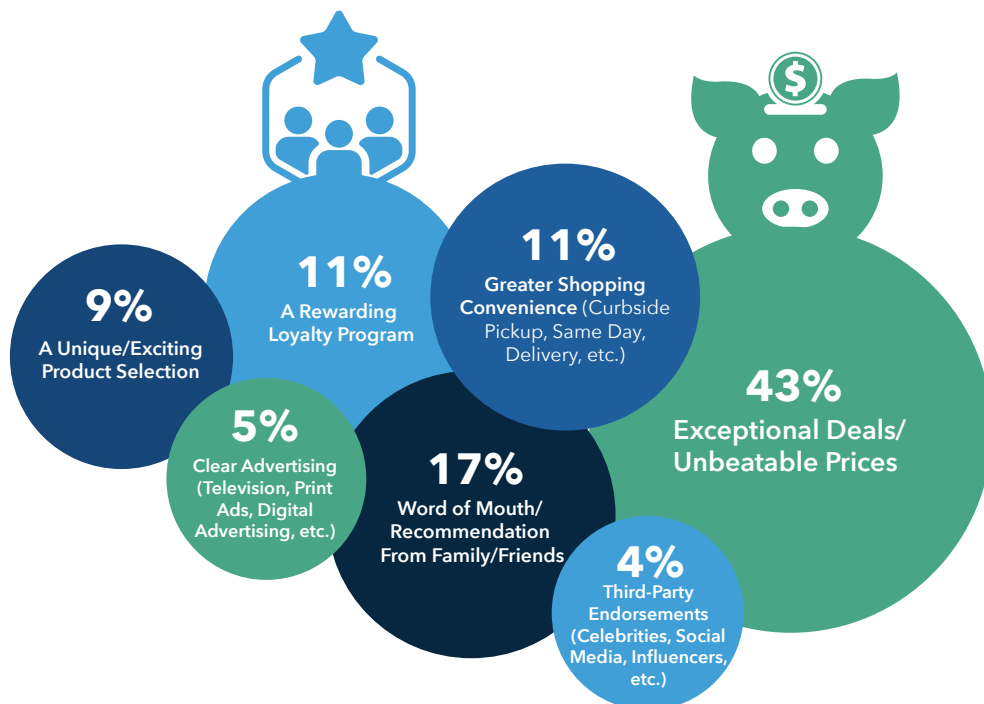 9%
A Unique/Exciting
Product Selection
11%
A Rewarding
Loyalty Program
11%
Greater Shopping
Convenience (Curbside
Pickup, Same Day,
Delivery, etc.)
$
43%
Exceptional Deals/
Unbeatable Prices
5%
Clear Advertising
(Television, Print
Ads, Digital
Advertising, etc.)
17%
Word of Mouth/
Recommendation
From Family/Friends
4%
Third-Party
Endorsements
(Celebrities, Social
Media, Influencers,
etc.)